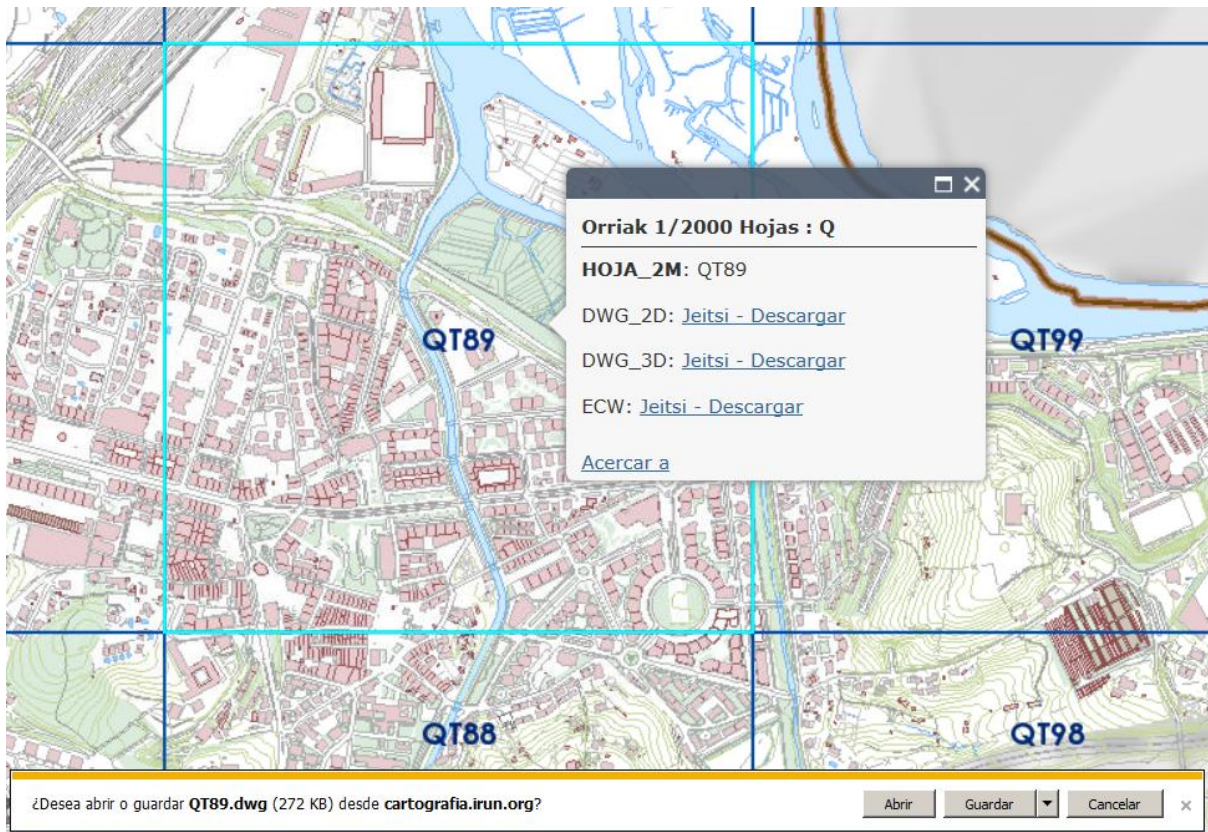 Orriak 1/2000 Hojas : Q
HOJA_2M: QT89
DWG_2D: Jeitsi - Descargar
DWG_3D: Jeitsi - Descargar
ECW: Jeitsi - Descargar
Acercar a
QT89
QT99
QT88
QT98
¿Desea abrir o guardar QT89.dwg (272 KB) desde cartografia.irun.org?
Abrir
Guardar
Cancelar